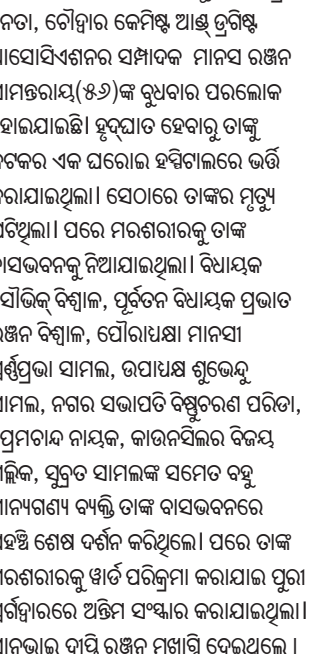 ନେତା, ଚୌଦ୍ୱାର କେମିଷ୍ଟ ଆଣ୍ଡ ଡ୍ରଗିଷ୍ଟ
ଆସୋସିଏଶନର ସମ୍ପାଦକ ମାନସ ରଞ୍ଜନ
ସାମନ୍ତରାୟ(୫୬)ଙ୍କ ବୁଧବାର ପରଲୋକ
ହୋଇଯାଇଛି। ହୃଦ୍‌ଘାତ ହେବାରୁ ତାଙ୍କୁ
କଟକର ଏକ ଘରୋଇ ହସ୍ପିଟାଲରେ ଭର୍ତ୍ତି
କରାଯାଇଥିଲା। ସେଠାରେ ତାଙ୍କର ମୃତ୍ୟୁ
ଘଟିଥିଲା। ପରେ ମରଶରୀରକୁ ତାଙ୍କ
ବାସଭବନକୁ ନିଆଯାଇଥିଲା। ବିଧାୟକ
ସୌଭିକ୍ ବିଶ୍ୱାଳ, ପୂର୍ବତନ ବିଧାୟକ ପ୍ରଭାତ
ରଞ୍ଜନ ବିଶ୍ୱାଳ, ପୌରାଧ୍ୟକ୍ଷା ମାନସୀ
ସ୍ୱର୍ଣ୍ଣପ୍ରଭା ସାମଲ, ଉପାଧ୍ୟକ୍ଷ ଶୁଭେନ୍ଦୁ
ସାମଲ, ନଗର ସଭାପତି ବିଷ୍ଣୁଚରଣ ପରିଡା,
ପ୍ରେମଚାନ୍ଦ ନାୟକ, କାଉନସିଲର ବିଜୟ
ମଲ୍ଲିକ, ସୁବ୍ରତ ସାମଲଙ୍କ ସମେତ ବହୁ
ମାନ୍ୟଗଣ୍ୟ ବ୍ୟକ୍ତି ତାଙ୍କ ବାସଭବନରେ
ପହଞ୍ଚି ଶେଷ ଦର୍ଶନ କରିଥିଲେ। ପରେ ତାଙ୍କ
ମରଶରୀରକୁ ୱାର୍ଡ ପରିକ୍ରମା କରାଯାଇ ପୁରୀ
ସ୍ୱର୍ଗଦ୍ୱାରରେ ଅନ୍ତିମ ସଂସ୍କାର କରାଯାଇଥିଲା।
ସାନଭାଇ ଦୀପ୍ତି ରଞ୍ଜନ ମୁଖାଗ୍ନି ଦେଇଥିଲେ।